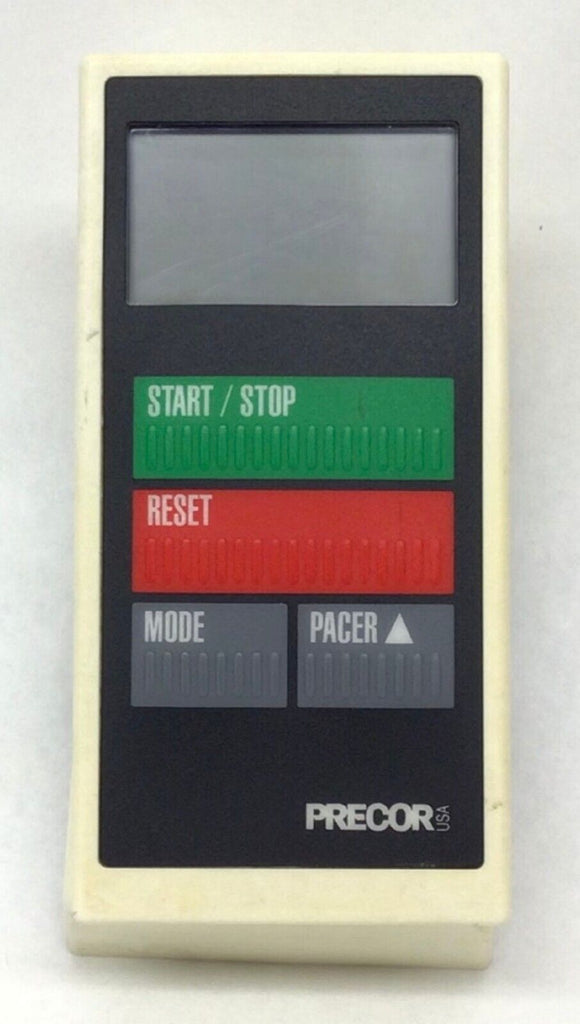 START / STOP
RESET
MODE
PACER ▲
PRECOR USA